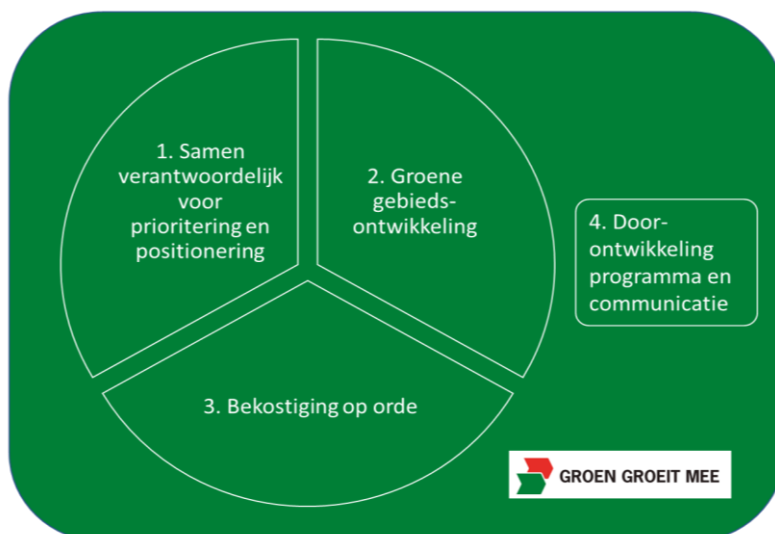 1. Samen
verantwoordelijk
voor
prioritering en
positionering
2. Groene
gebieds-
ontwikkeling
3. Bekostiging op orde
4. Door-
ontwikkeling
programma en
communicatie
GROEN GROEIT MEE